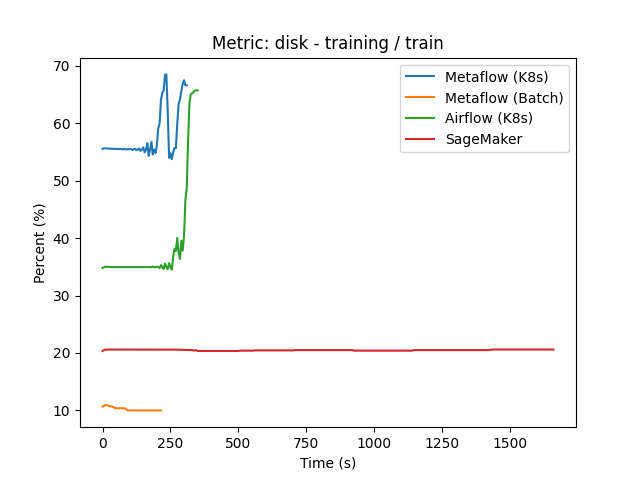 Metric: disk - training / train
70
60
50
40
30
20
10
Percent (%)
Metaflow (K8s)
Metaflow (Batch)
Airflow (K8s)
SageMaker
0
250
500
750
1000
1250
1500
Time (s)